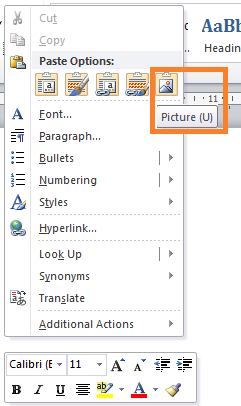 Cut
AaBb
Copy
Headin
Paste Options:
a
a
11
Picture (U)
Font...
Paragraph...
Bullets
Numbering
Styles
Hyperlink...
Look Up
Synonyms
Translate
Additional Actions
Calibri (E 11 A A
B I U ab A